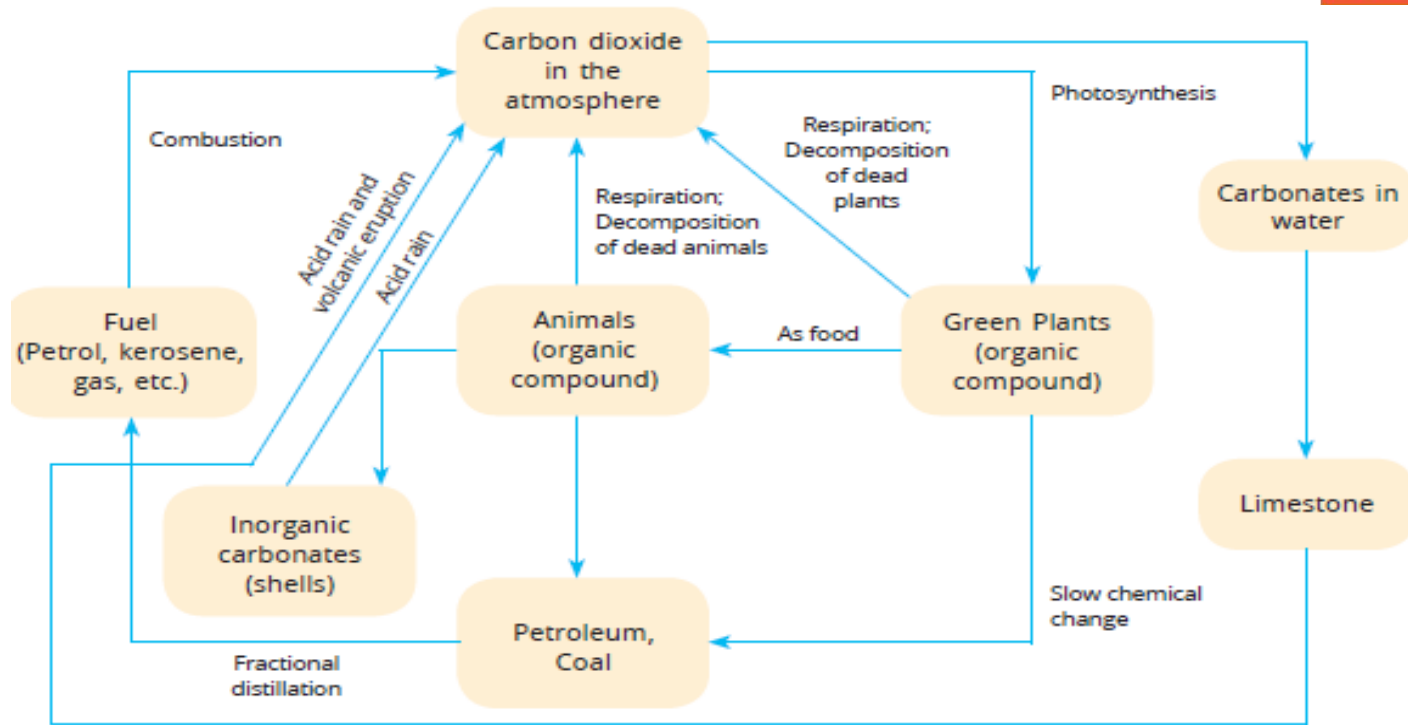 Carbon dioxide
in the
atmosphere
Photosynthesis
Combustion
Respiration;
Decomposition
of dead
plants
Acid rain and
volcanic eruption
Acid rain
Respiration;
Decomposition
of dead animals
Carbonates in
water
Fuel
(Petrol, kerosene,
gas, etc.)
Animals
(organic
compound)
As food
Green Plants
(organic
compound)
Inorganic
carbonates
(shells)
Limestone
Petroleum,
Coal
Slow chemical
change
Fractional
distillation